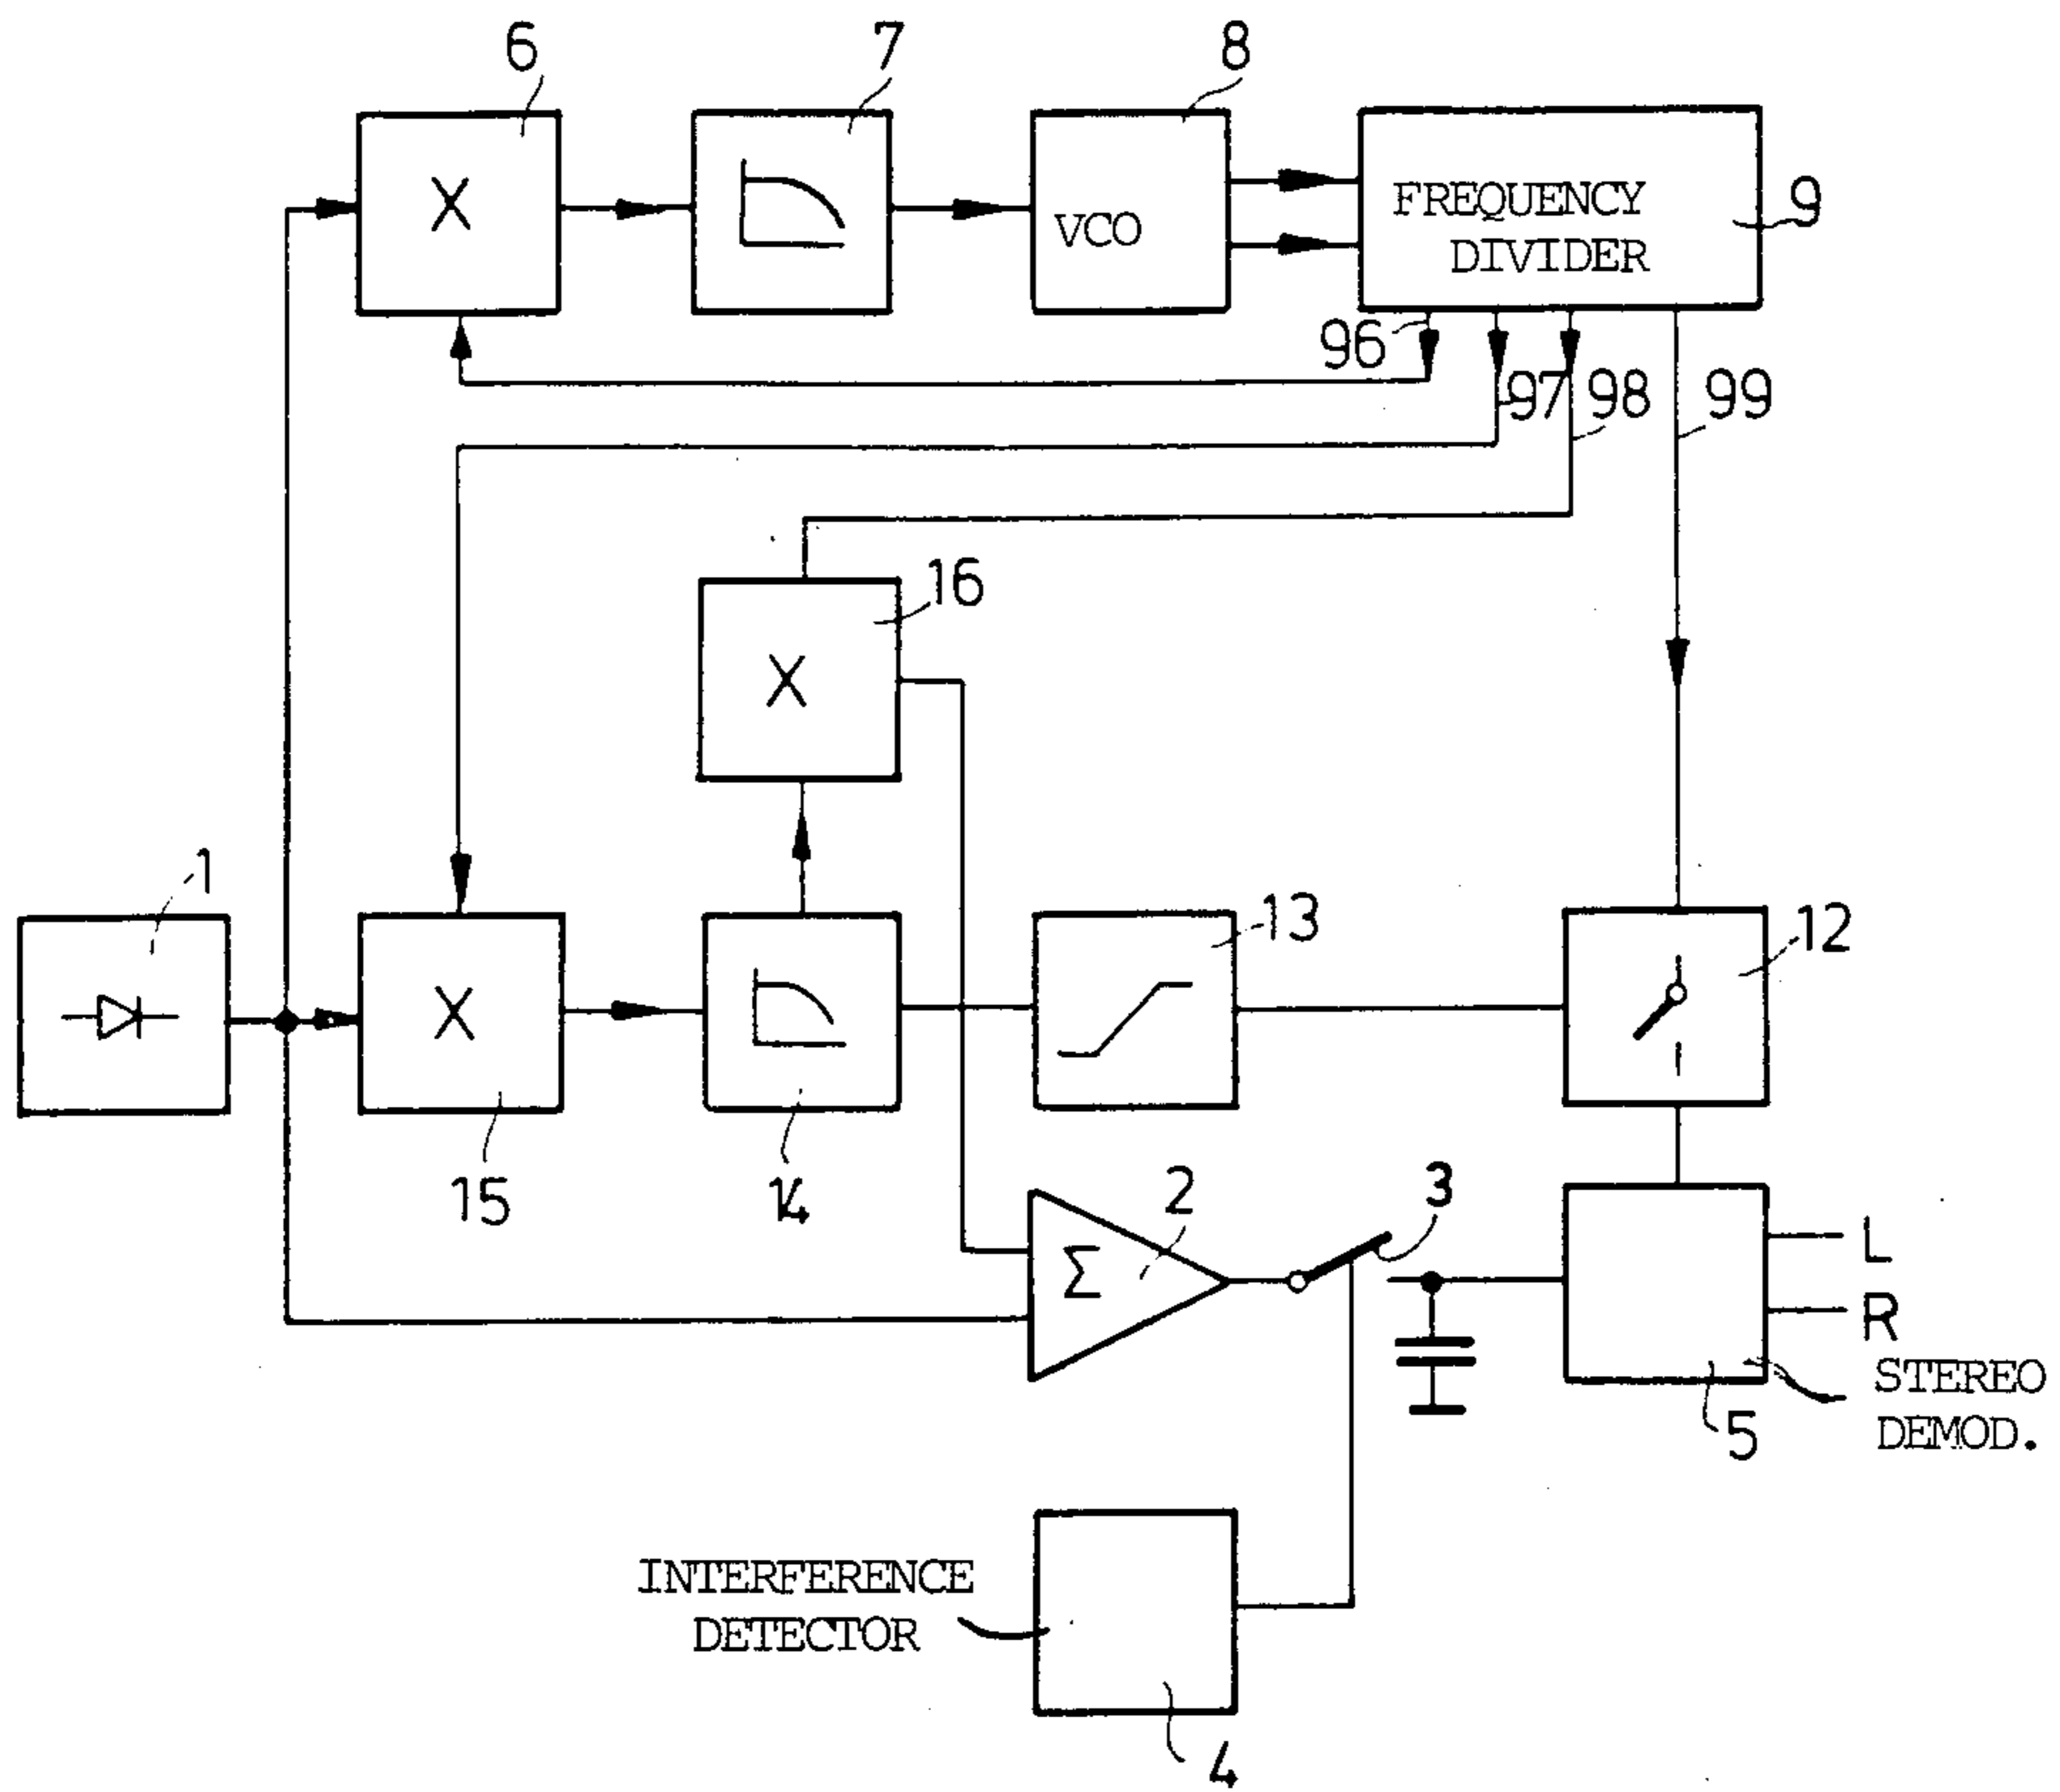 6
7
8
X
VCO
FREQUENCY
DIVIDER
9
96
97
98
99
16
X
1
13
12
X
15
14
2
3
Σ
L
R
STEREO
DEMOD.
5
INTERFERENCE
DETECTOR
4